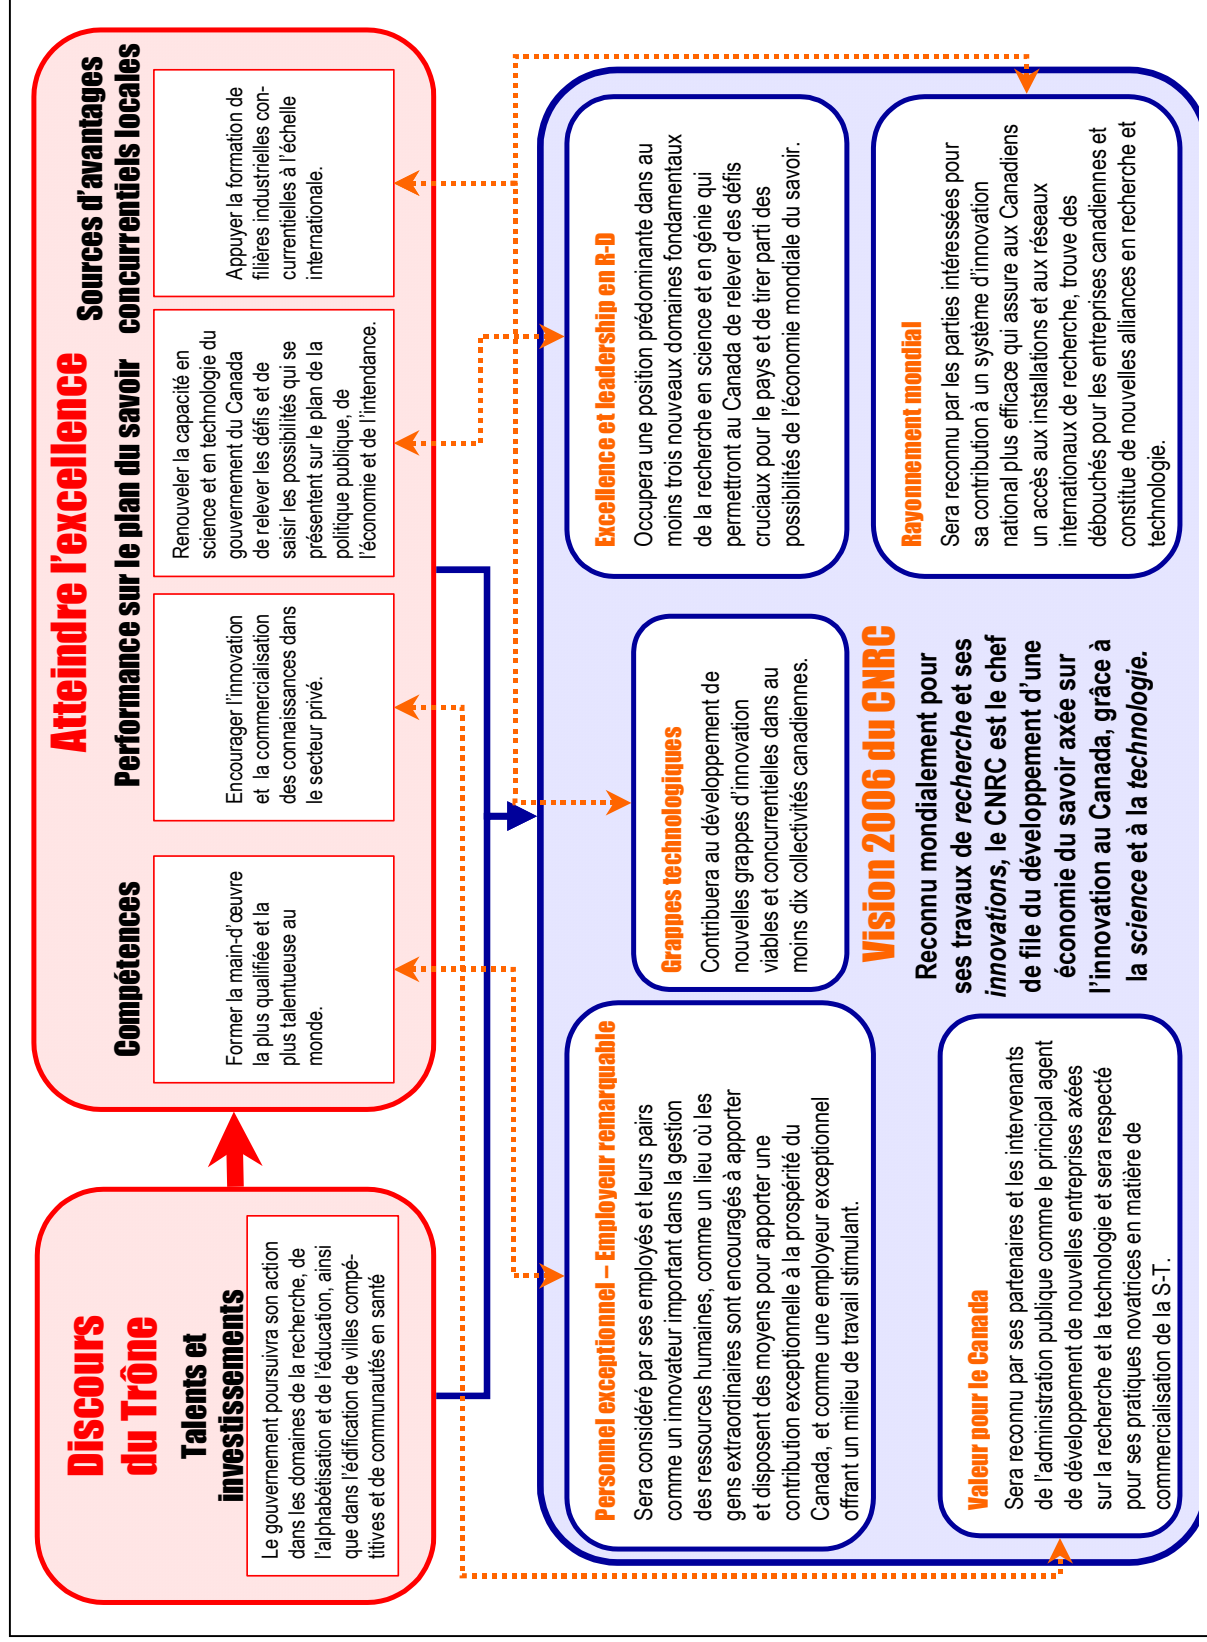 Discours
du Trône
Talents et
investissements
Le gouvernement poursuivra son action
dans les domaines de la recherche, de
l'alphabétisation et de l'éducation, ainsi
que dans l'édification de villes compé-
titives et de communautés en santé
Atteindre l'excellence
Compétences
Former la main-d'œuvre
la plus qualifiée et la
plus talentueuse au
monde.
Performance sur le plan du savoir
Encourager l'innovation
et la commercialisation
des connaissances dans
le secteur privé.
Renouveler la capacité en
science et en technologie du
gouvernement du Canada
de relever les défis et de
saisir les possibilités qui se
présentent sur le plan de la
politique publique, de
l'économie et de l'intendance.
Sources d'avantages
concurrentiels locales
Appuyer la formation de
filières industrielles con-
currentielles à l'échelle
internationale.
Personnel exceptionnel – Employeur remarquable
Sera considéré par ses employés et leurs pairs
comme un innovateur important dans la gestion
des ressources humaines, comme un lieu où les
gens extraordinaires sont encouragés à apporter
et disposent des moyens pour apporter une
contribution exceptionnelle à la prospérité du
Canada, et comme une employeur exceptionnel
offrant un milieu de travail stimulant.
Grappes technologiques
Contribuera au développement de
nouvelles grappes d'innovation
viables et concurrentielles dans au
moins dix collectivités canadiennes.
Excellence et leadership en R-D
Occupera une position prédominante dans au
moins trois nouveaux domaines fondamentaux
de la recherche en science et en génie qui
permettront au Canada de relever des défis
cruciaux pour le pays et de tirer parti des
possibilités de l'économie mondiale du savoir.
Valeur pour le Canada
Sera reconnu par ses partenaires et les intervenants
de l'administration publique comme le principal agent
de développement de nouvelles entreprises axées
sur la recherche et la technologie et sera respecté
pour ses pratiques novatrices en matière de
commercialisation de la S-T.
Vision 2006 du CNRC
Reconnu mondialement pour
ses travaux de recherche et ses
innovations, le CNRC est le chef
de file du développement d'une
économie du savoir axée sur
l'innovation au Canada, grâce à
la science et à la technologie.
Rayonnement mondial
Sera reconnu par les parties intéressées pour
sa contribution à un système d'innovation
national plus efficace qui assure aux Canadiens
un accès aux installations et aux réseaux
internationaux de recherche, trouve des
débouchés pour les entreprises canadiennes et
constitue de nouvelles alliances en recherche et
technologie.